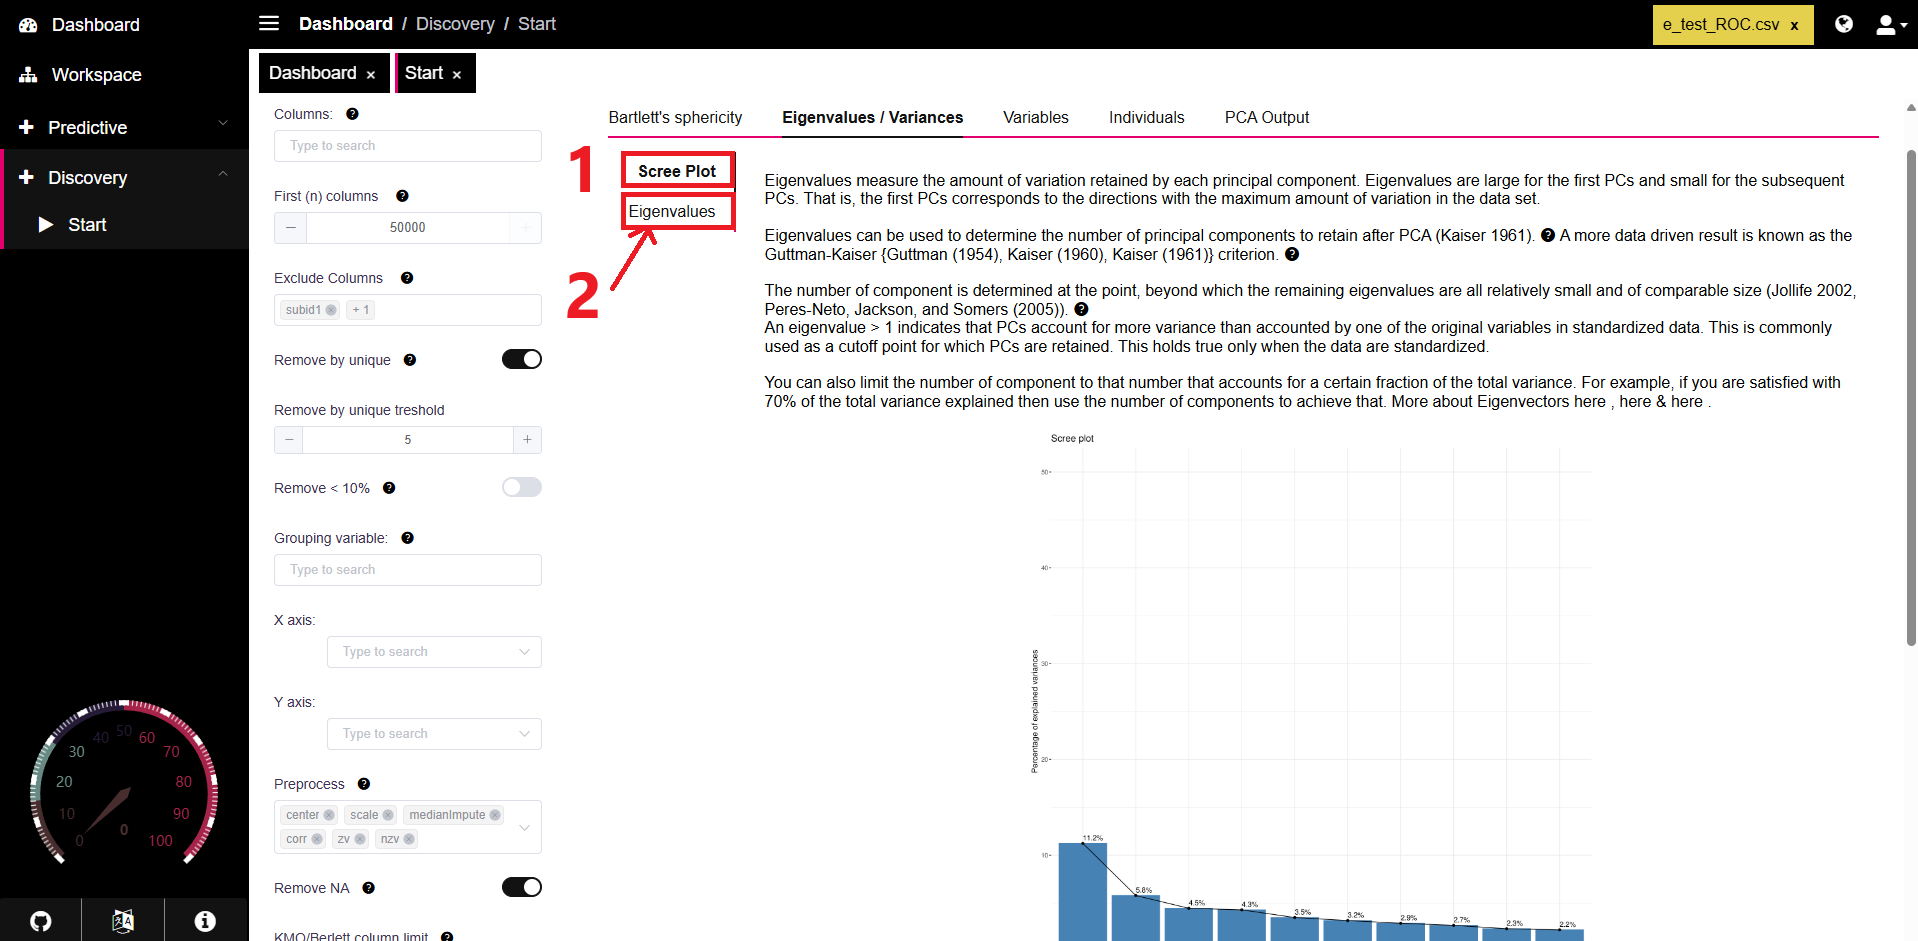 Dashboard
Workspace
Predictive
Discovery
Start
0
10
20
30
40
50
60
70
80
90
100
0
Dashboard / Discovery / Start
e_test_ROC.csv x
Dashboard x
Start x
Columns:
Type to search
First (n) columns
50000
Exclude Columns
subid1
+ 1
Remove by unique
Remove by unique treshold
5
Remove < 10%
Grouping variable:
Type to search
X axis:
Type to search
Y axis:
Type to search
Preprocess
center scale medianImpute
corr zv nzv
Remove NA
KMO/Berlett column limit
Bartlett's sphericity
Eigenvalues / Variances
Variables
Individuals
PCA Output
1
Scree Plot
Eigenvalues
2
Eigenvalues measure the amount of variation retained by each principal component. Eigenvalues are large for the first PCs and small for the subsequent
PCs. That is, the first PCs corresponds to the directions with the maximum amount of variation in the data set.
Eigenvalues can be used to determine the number of principal components to retain after PCA (Kaiser 1961). A more data driven result is known as the
Guttman-Kaiser {Guttman (1954), Kaiser (1960), Kaiser (1961)} criterion.
The number of component is determined at the point, beyond which the remaining eigenvalues are all relatively small and of comparable size (Jollife 2002,
Peres-Neto, Jackson, and Somers (2005)).
An eigenvalue > 1 indicates that PCs account for more variance than accounted by one of the original variables in standardized data. This is commonly
used as a cutoff point for which PCs are retained. This holds true only when the data are standardized.
You can also limit the number of component to that number that accounts for a certain fraction of the total variance. For example, if you are satisfied with
70% of the total variance explained then use the number of components to achieve that. More about Eigenvectors here , here & here .
Scree plot
50
40
30
20
10
Percentage of explained variances
11.2%
5.8%
4.5%
4.3%
3.5%
3.2%
2.9%
2.7%
2.3%
2.2%